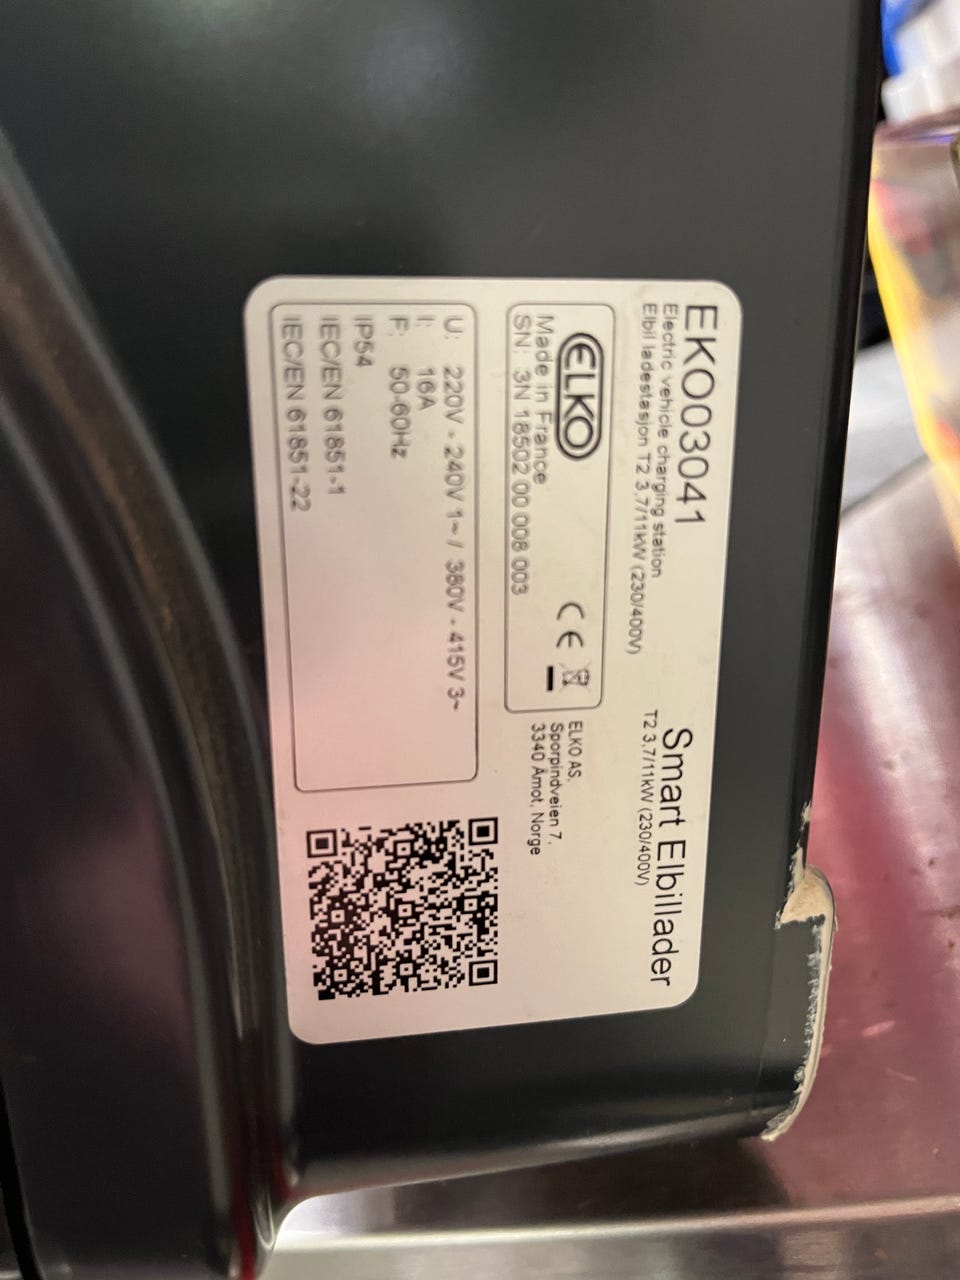 EKO03041
Electric vehicle charging station
Elbil ladestasjon T2 3,7/11kW (230/400V)
Smart Elbillader
T2 3,7/11kW (230/400V)
ELKO
CE
Made in France
SN: 3N 18502 00 008 003
ELKO AS,
Sporpindveien 7,
3340 Åmot, Norge
U: 220V - 240V 1~ / 380V - 415V 3~
I: 16A
F: 50-60Hz
IP54
IEC/EN 61851-1
IEC/EN 61851-22